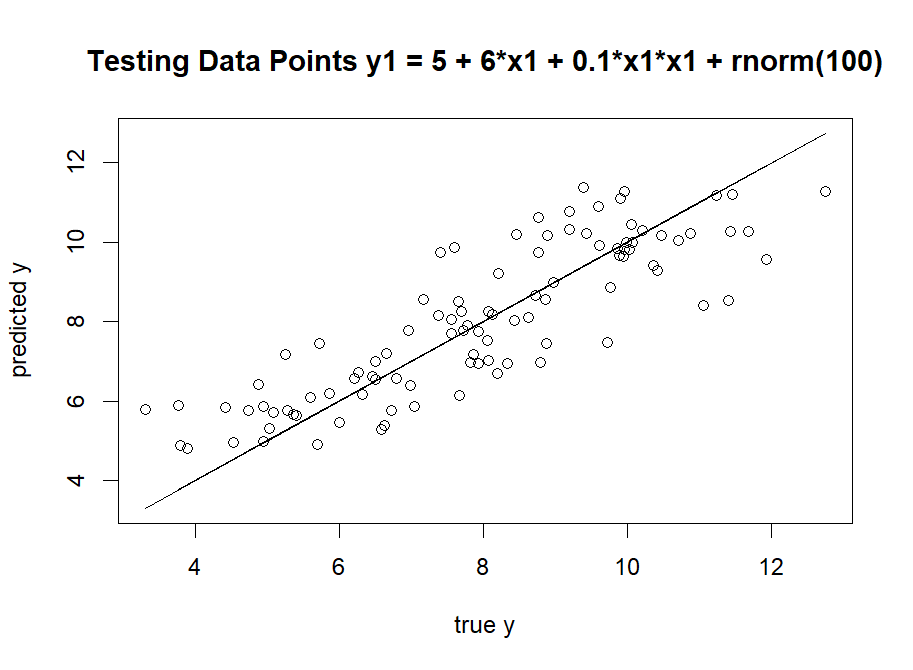 Testing Data Points y1 = 5 + 6*x1 + 0.1*x1*x1 + rnorm(100)
12
10
8
6
4
predicted y
4 6 8 10 12
true y